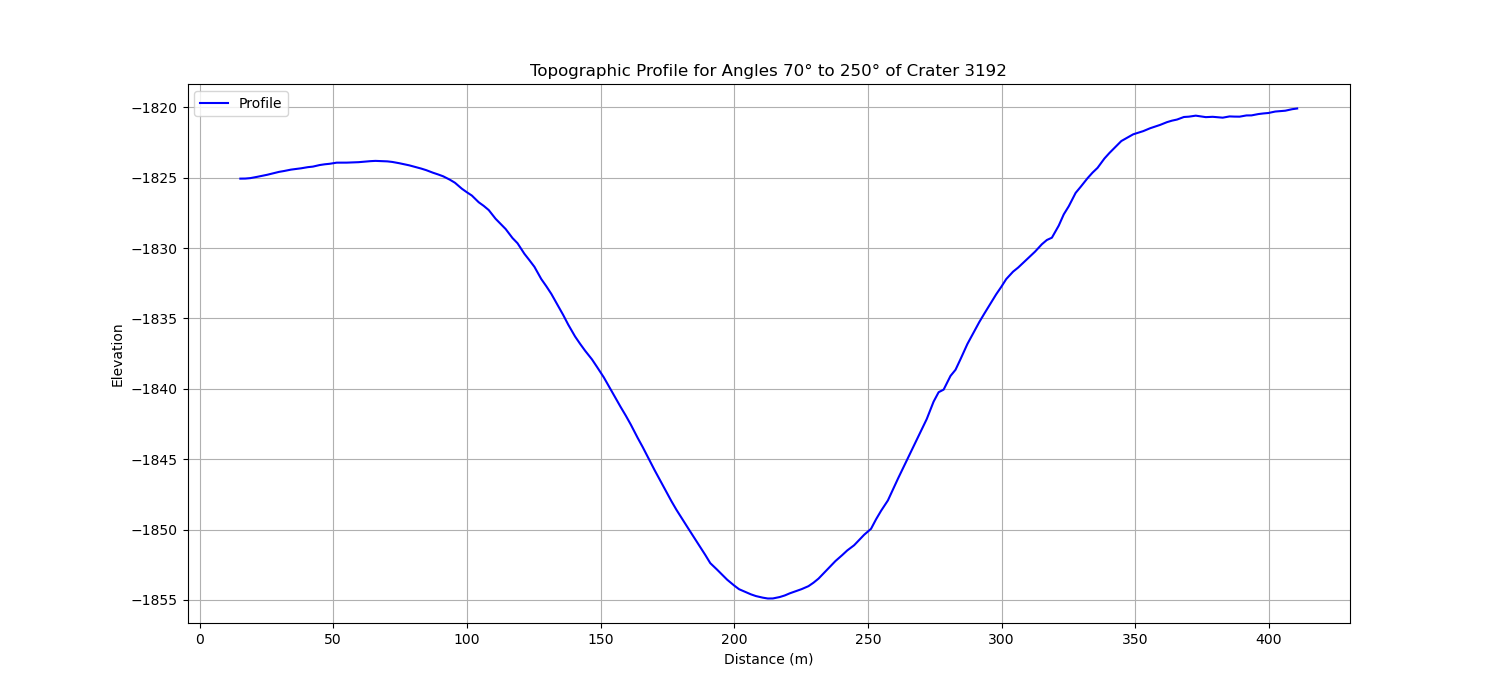 Topographic Profile for Angles 70° to 250° of Crater 3192
Profile
−1820
−1825
−1830
−1835
−1840
−1845
−1850
−1855
Elevation
0 50 100 150 200 250 300 350 400
Distance (m)